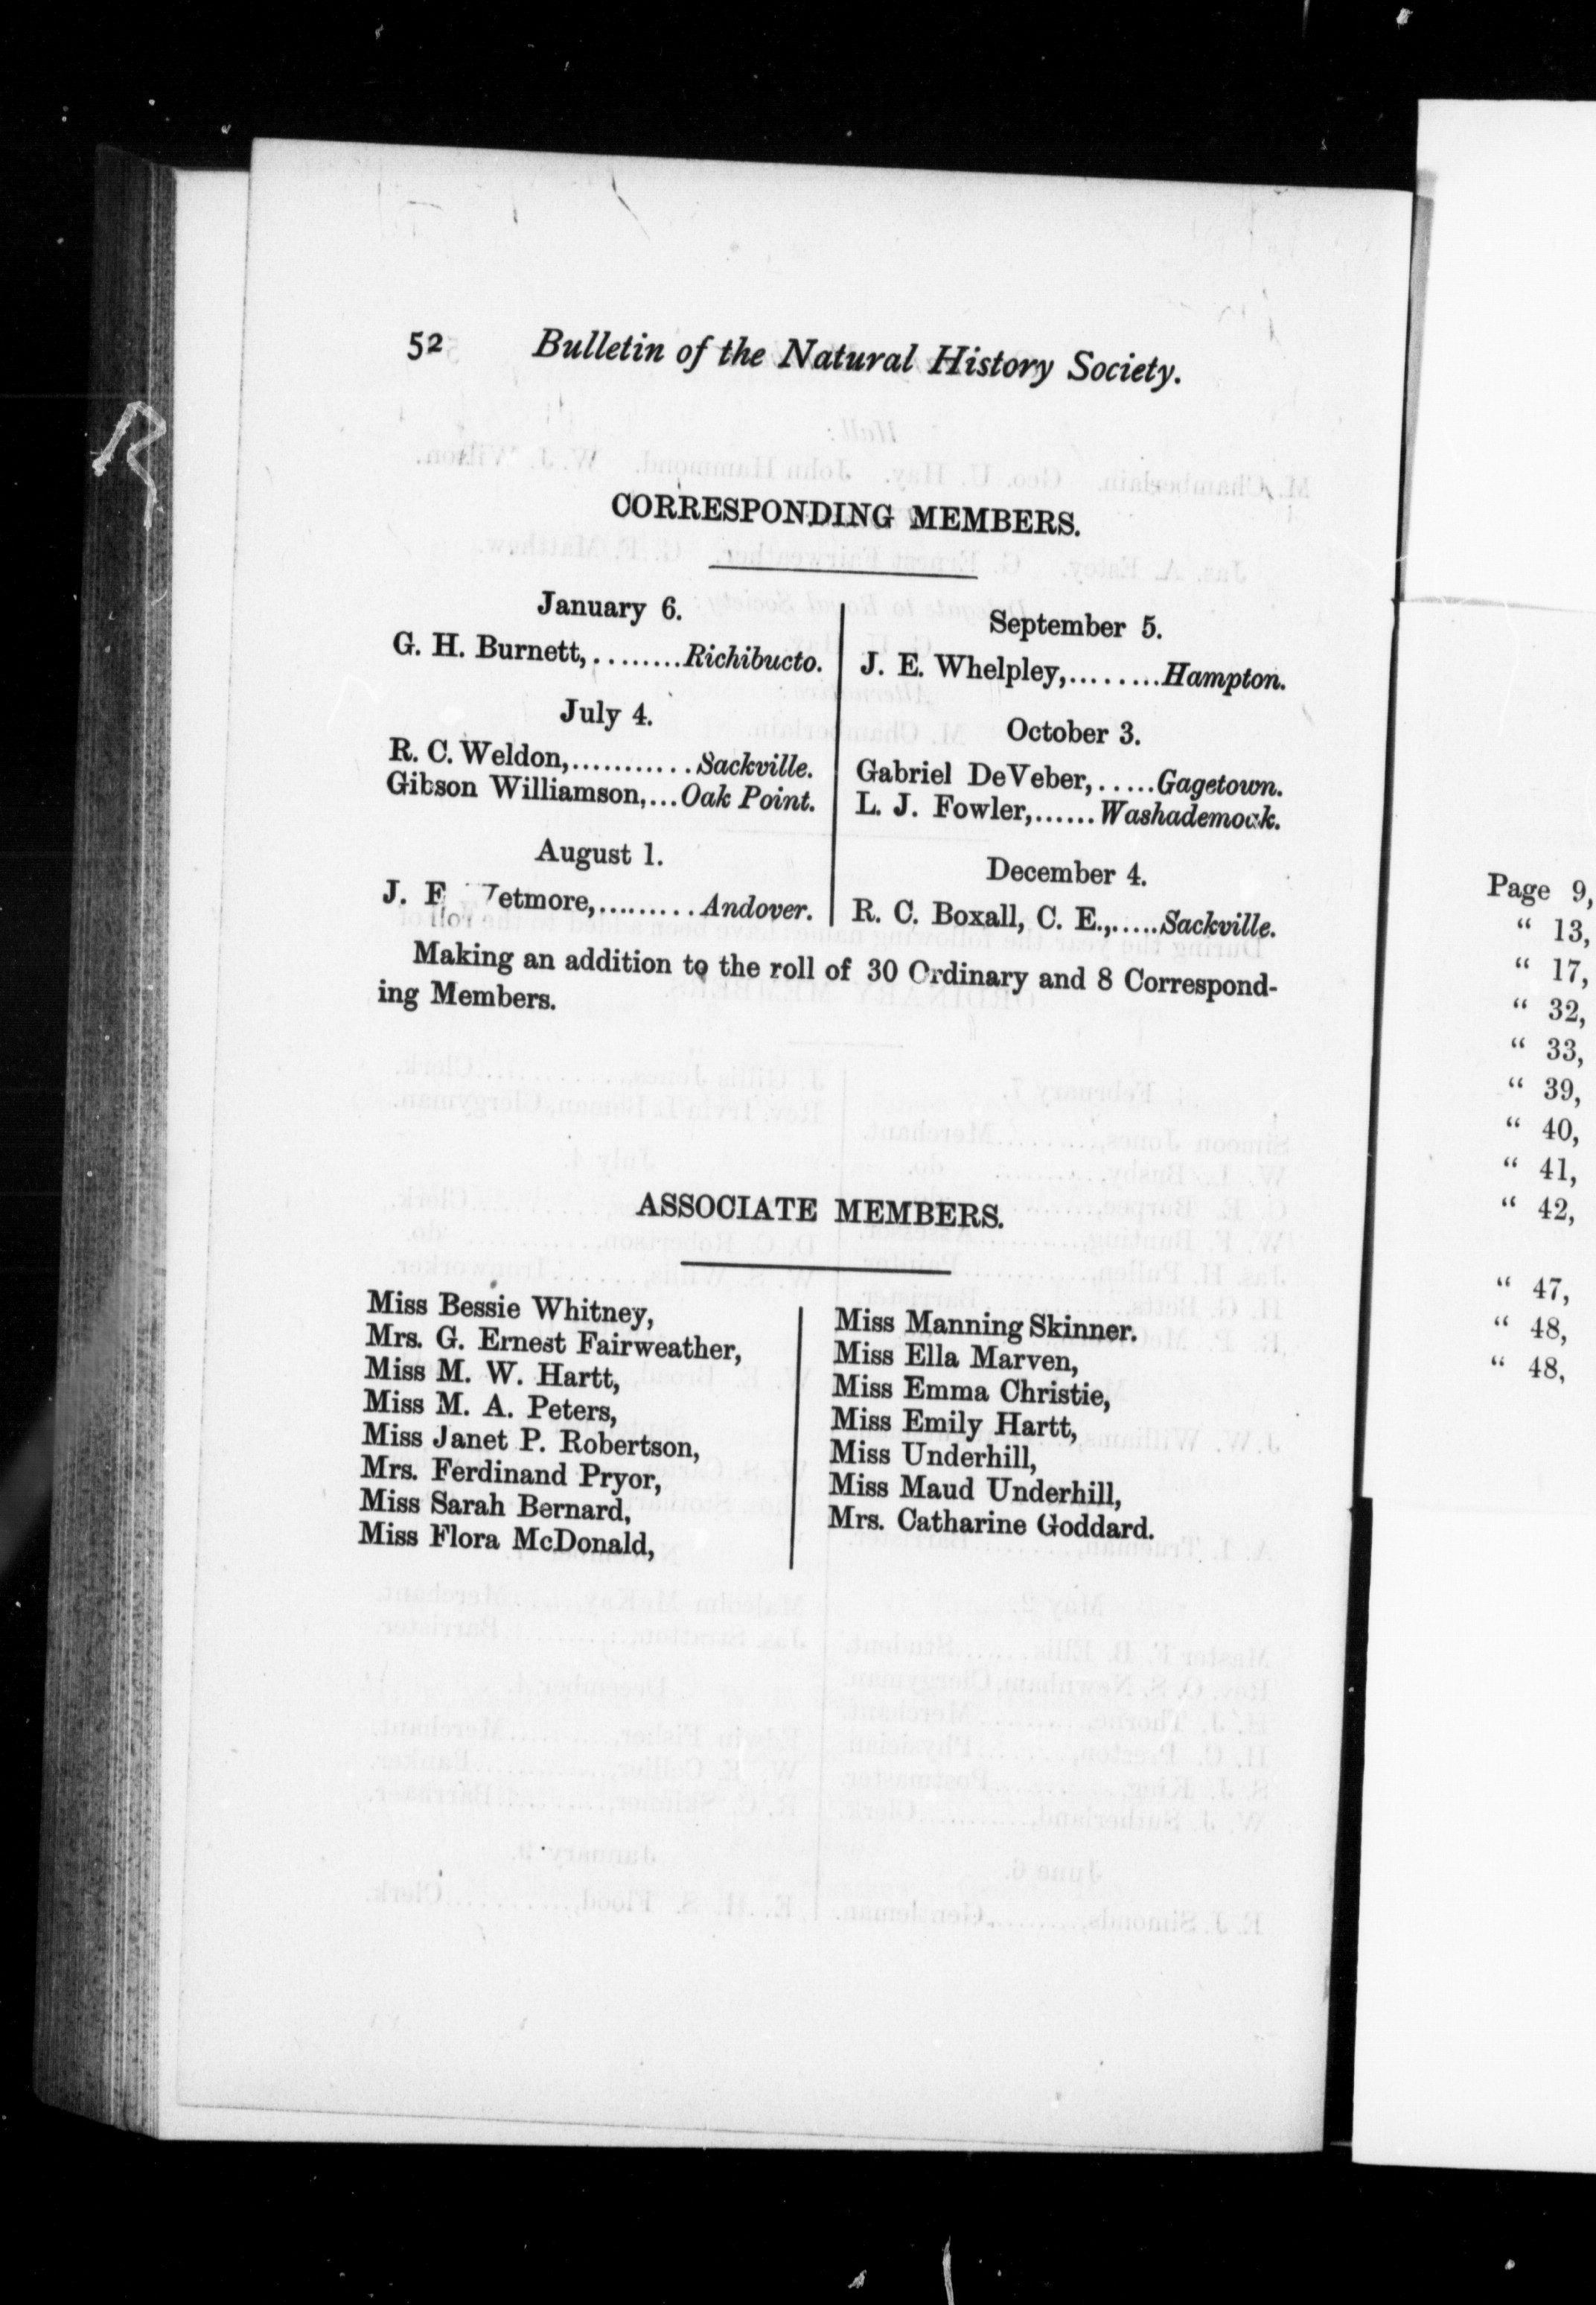 52 Bulletin of the Natural History Society.
CORRESPONDING MEMBERS.
January 6.
G. H. Burnett,........Richibucto.
July 4.
R. C. Weldon,...........Sackville.
Gibson Williamson,...Oak Point.
August 1.
J. F etmore,.........Andover.
September 5.
J. E. Whelpley,........Hampton.
October 3.
Gabriel DeVeber,.....Gagetown.
L. J. Fowler,......Washademoak.
December 4.
R. C. Boxall, C. E.,.....Sackville.
Making an addition to the roll of 30 Ordinary and 8 Correspond-
ing Members.
ASSOCIATE MEMBERS.
Miss Bessie Whitney,
Mrs. G. Ernest Fairweather,
Miss M. W. Hartt,
Miss M. A. Peters,
Miss Janet P. Robertson,
Mrs. Ferdinand Pryor,
Miss Sarah Bernard,
Miss Flora McDonald,
Miss Manning Skinner.
Miss Ella Marven,
Miss Emma Christie,
Miss Emily Hartt,
Miss Underhill,
Miss Maud Underhill,
Mrs. Catharine Goddard.
Page 9,
" 13,
" 17,
" 32,
" 33,
" 39,
" 40,
" 41,
" 42,
" 47,
" 48,
" 48,